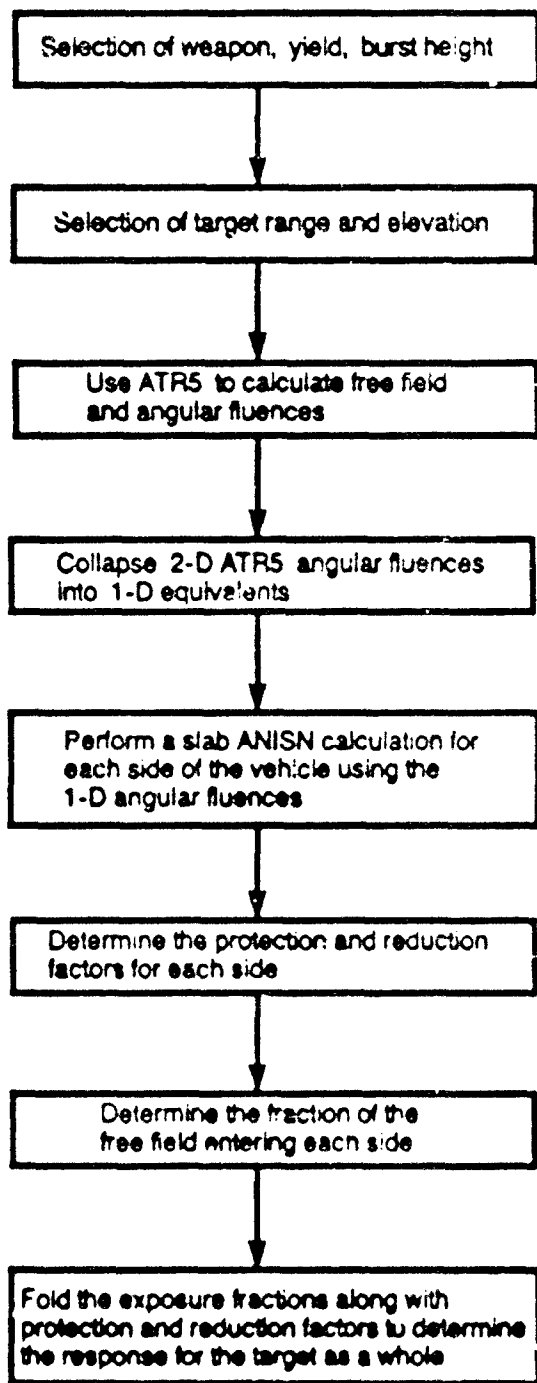 Selection of weapon, yield, burst height
Selection of target range and elevation
Use ATR5 to calculate free field
and angular fluences
Collapse 2-D ATR5 angular fluences
into 1-D equivalents
Perform a slab ANISN calculation for
each side of the vehicle using the
1-D angular fluences
Determine the protection and reduction
factors for each side
Determine the fraction of the
free field entering each side
Fold the exposure fractions along with
protection and reduction factors to determine
the response for the target as a whole